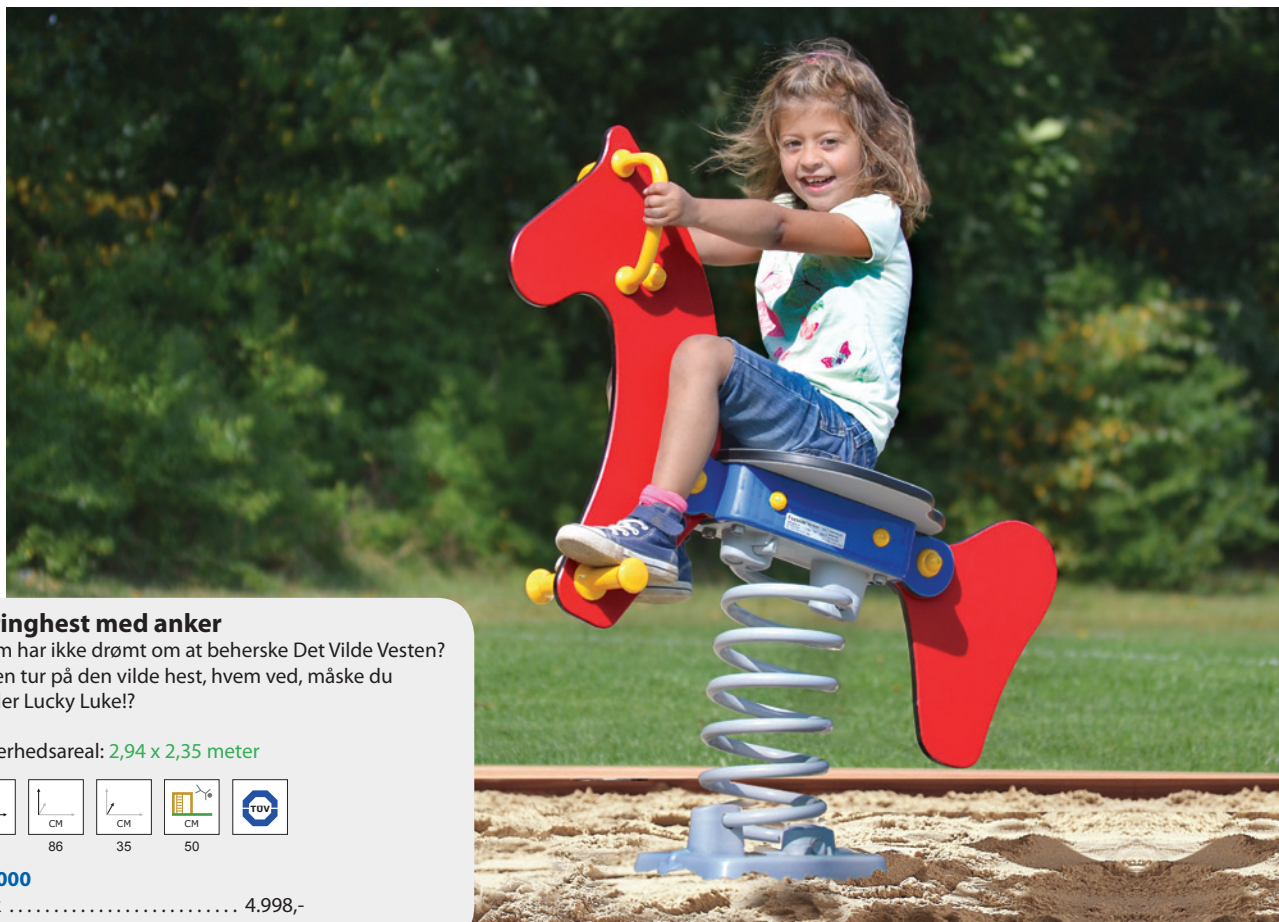 inghest med anker
m har ikke drømt om at beherske Det Vilde Vesten?
en tur på den vilde hest, hvem ved, måske du
er Lucky Luke!?
erhedsareal: 2,94 x 2,35 meter
CM CM CM TÜV
86 35 50
000
4.998,-